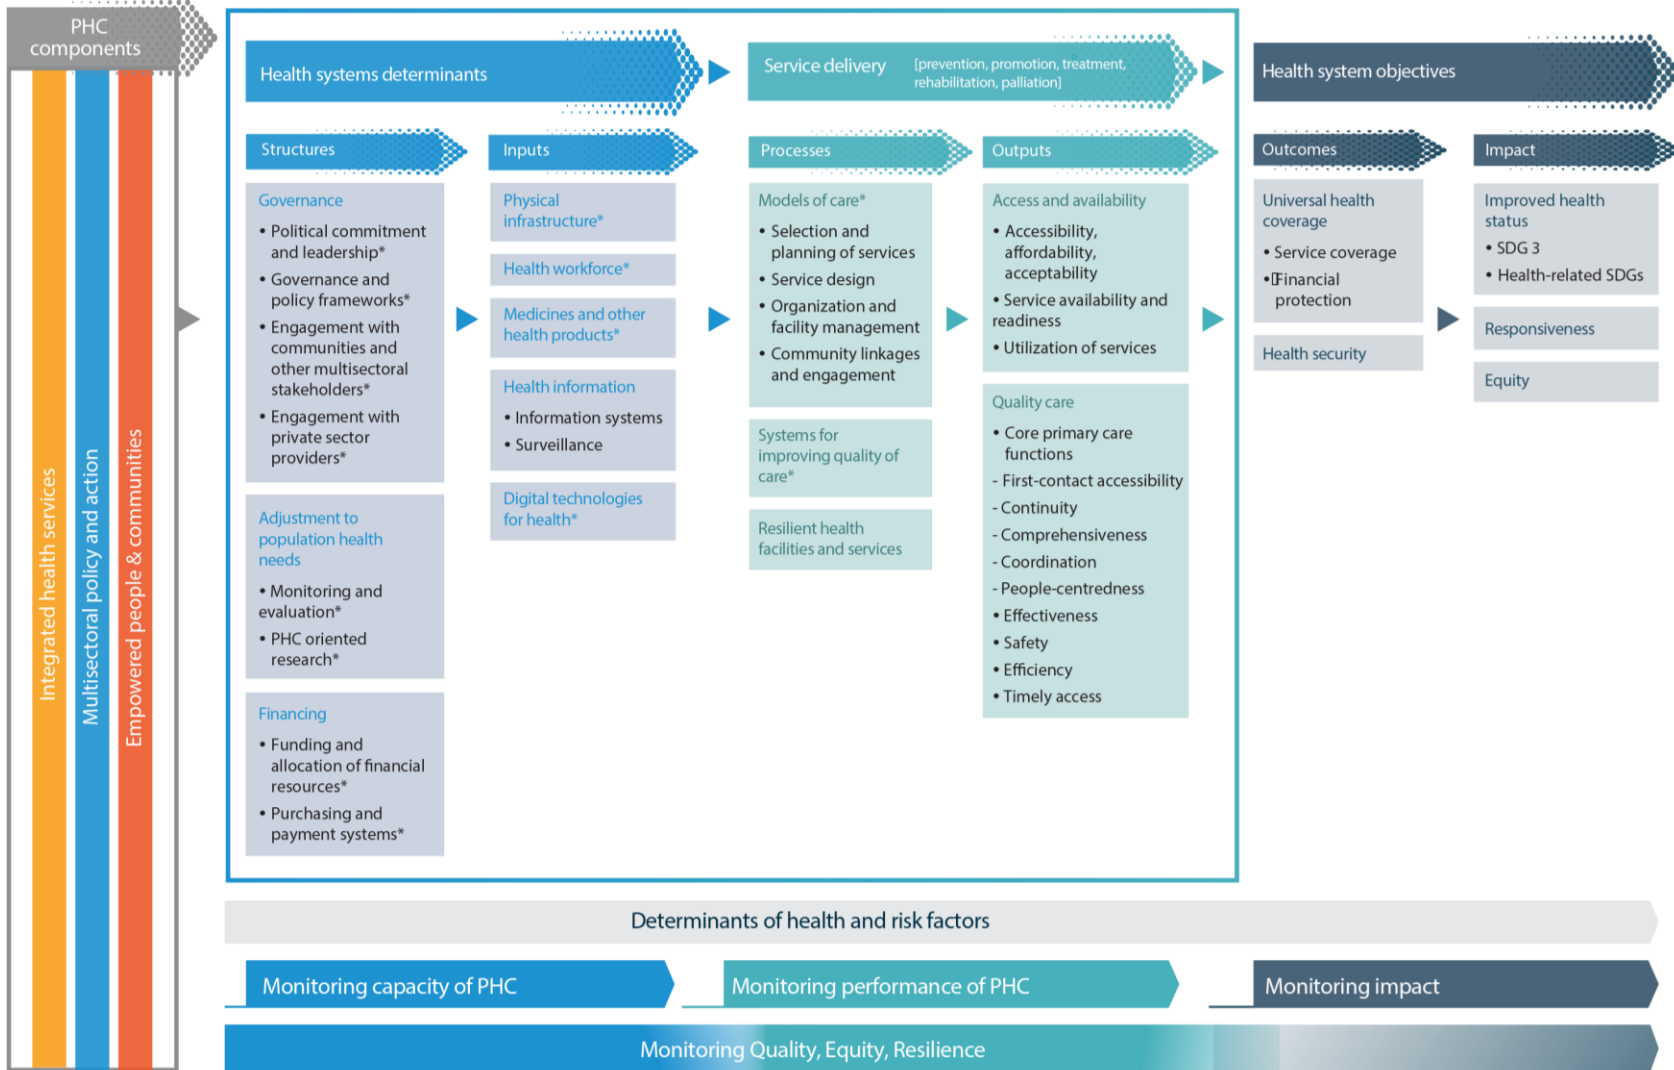 PHC
components
Integrated health services
Multisectoral policy and action
Empowered people & communities
Health systems determinants
Service delivery
[prevention, promotion, treatment,
rehabilitation, palliation]
Health system objectives
Structures
Governance
• Political commitment
and leadership*
• Governance and
policy frameworks*
• Engagement with
communities and
other multisectoral
stakeholders*
• Engagement with
private sector
providers*
Adjustment to
population health
needs
• Monitoring and
evaluation*
• PHC oriented
research*
Financing
• Funding and
allocation of financial
resources*
• Purchasing and
payment systems*
Inputs
Physical
infrastructure*
Health workforce*
Medicines and other
health products*
Health information
• Information systems
• Surveillance
Digital technologies
for health*
Processes
Models of care*
• Selection and
planning of services
• Service design
• Organization and
facility management
• Community linkages
and engagement
Systems for
improving quality of
care*
Resilient health
facilities and services
Outputs
Access and availability
• Accessibility,
affordability,
acceptability
• Service availability and
readiness
• Utilization of services
Quality care
• Core primary care
functions
- First-contact accessibility
- Continuity
- Comprehensiveness
- Coordination
- People-centredness
• Effectiveness
• Safety
• Efficiency
• Timely access
Outcomes
Universal health
coverage
• Service coverage
• Financial
protection
Health security
Impact
Improved health
status
• SDG 3
• Health-related SDGs
Responsiveness
Equity
Determinants of health and risk factors
Monitoring capacity of PHC
Monitoring performance of PHC
Monitoring impact
Monitoring Quality, Equity, Resilience